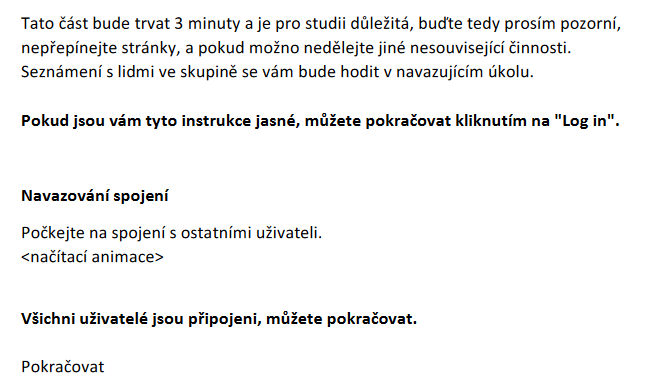 Tato část bude trvat 3 minuty a je pro studii důležitá, buďte tedy prosím pozorní,
nepřepínejte stránky, a pokud možno nedělejte jiné nesouvisející činnosti.
Seznámení s lidmi ve skupině se vám bude hodit v navazujícím úkolu.
Pokud jsou vám tyto instrukce jasné, můžete pokračovat kliknutím na "Log in".
Navazování spojení
Počkejte na spojení s ostatními uživateli.
<načítací animace>
Všichni uživatelé jsou připojeni, můžete pokračovat.
Pokračovat